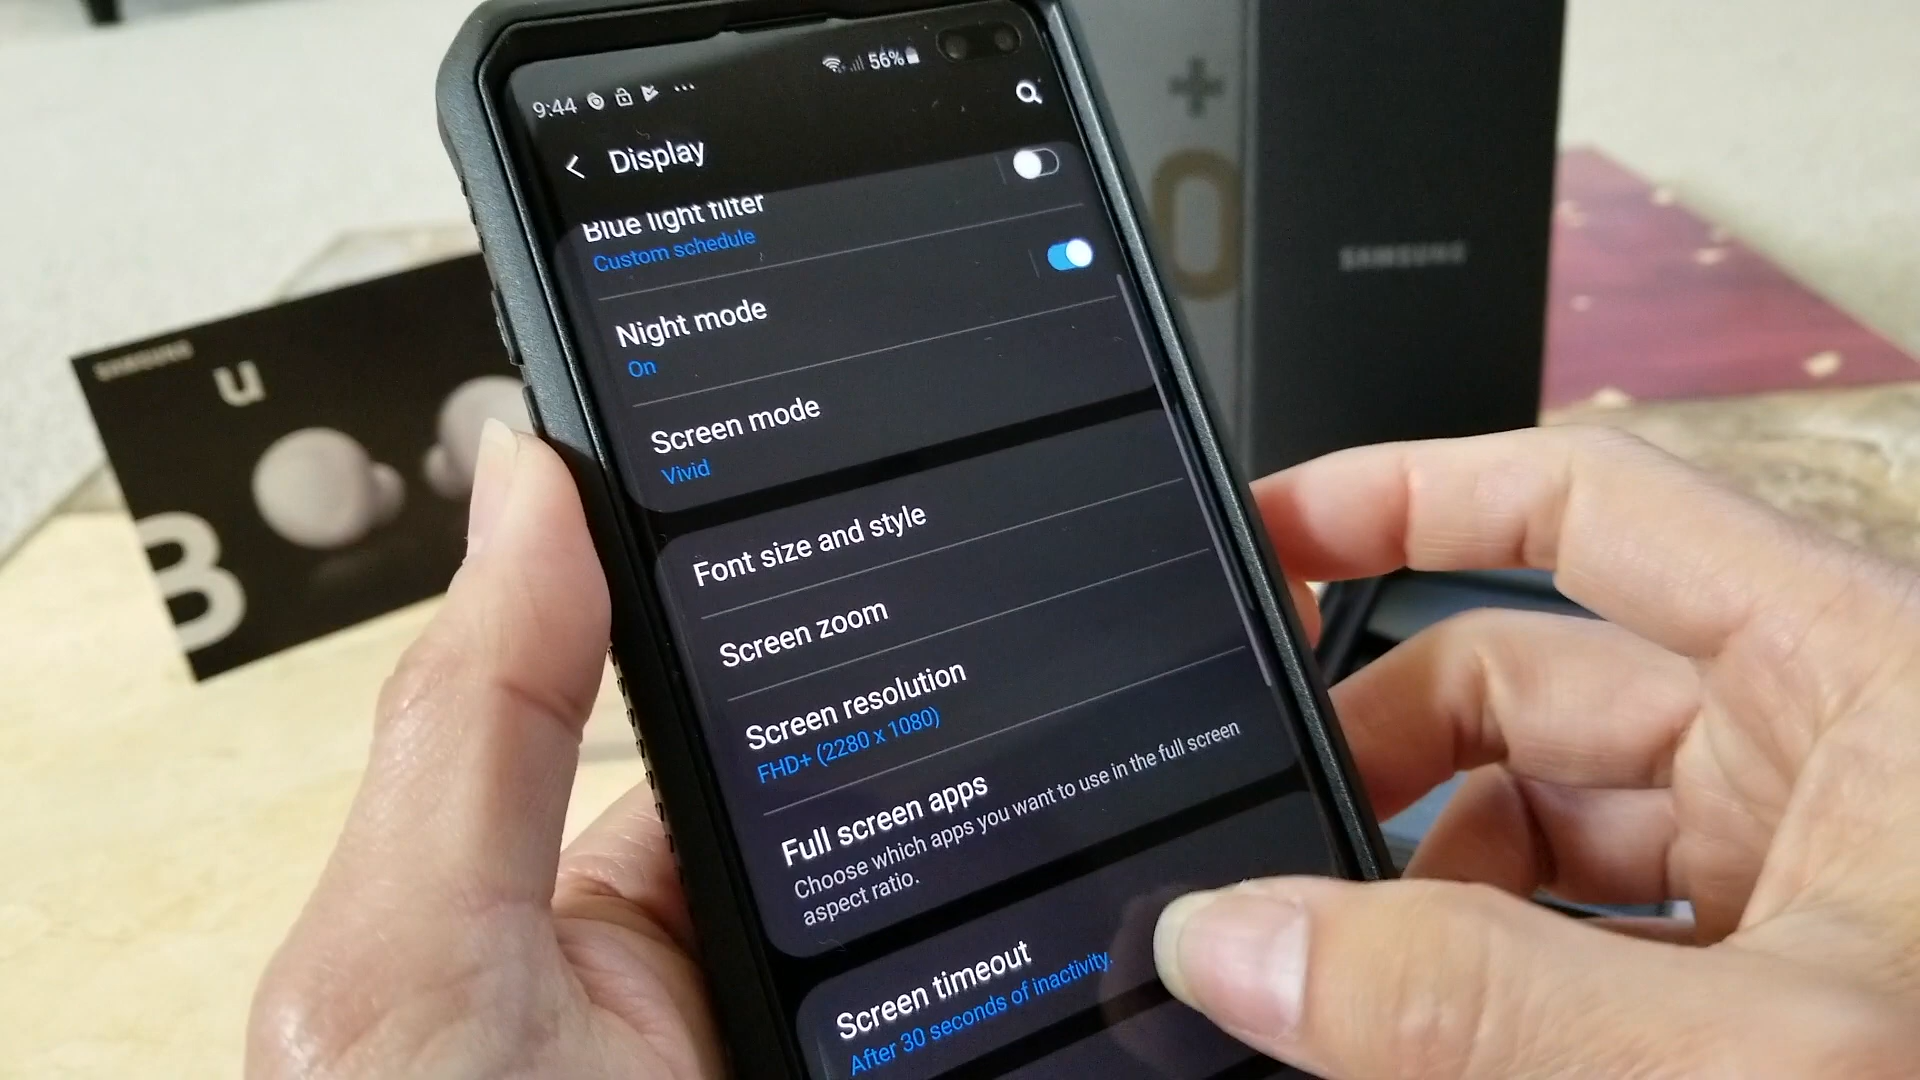 9:44
56%
Display
Blue light filter
Custom schedule
Night mode
On
Screen mode
Vivid
Font size and style
Screen zoom
Screen resolution
FHD+ (2280 x 1080)
Full screen apps
Choose which apps you want to use in the full screen
aspect ratio.
Screen timeout
After 30 seconds of inactivity.
SAMSUNG
u
B
+
0
SAMSUNG